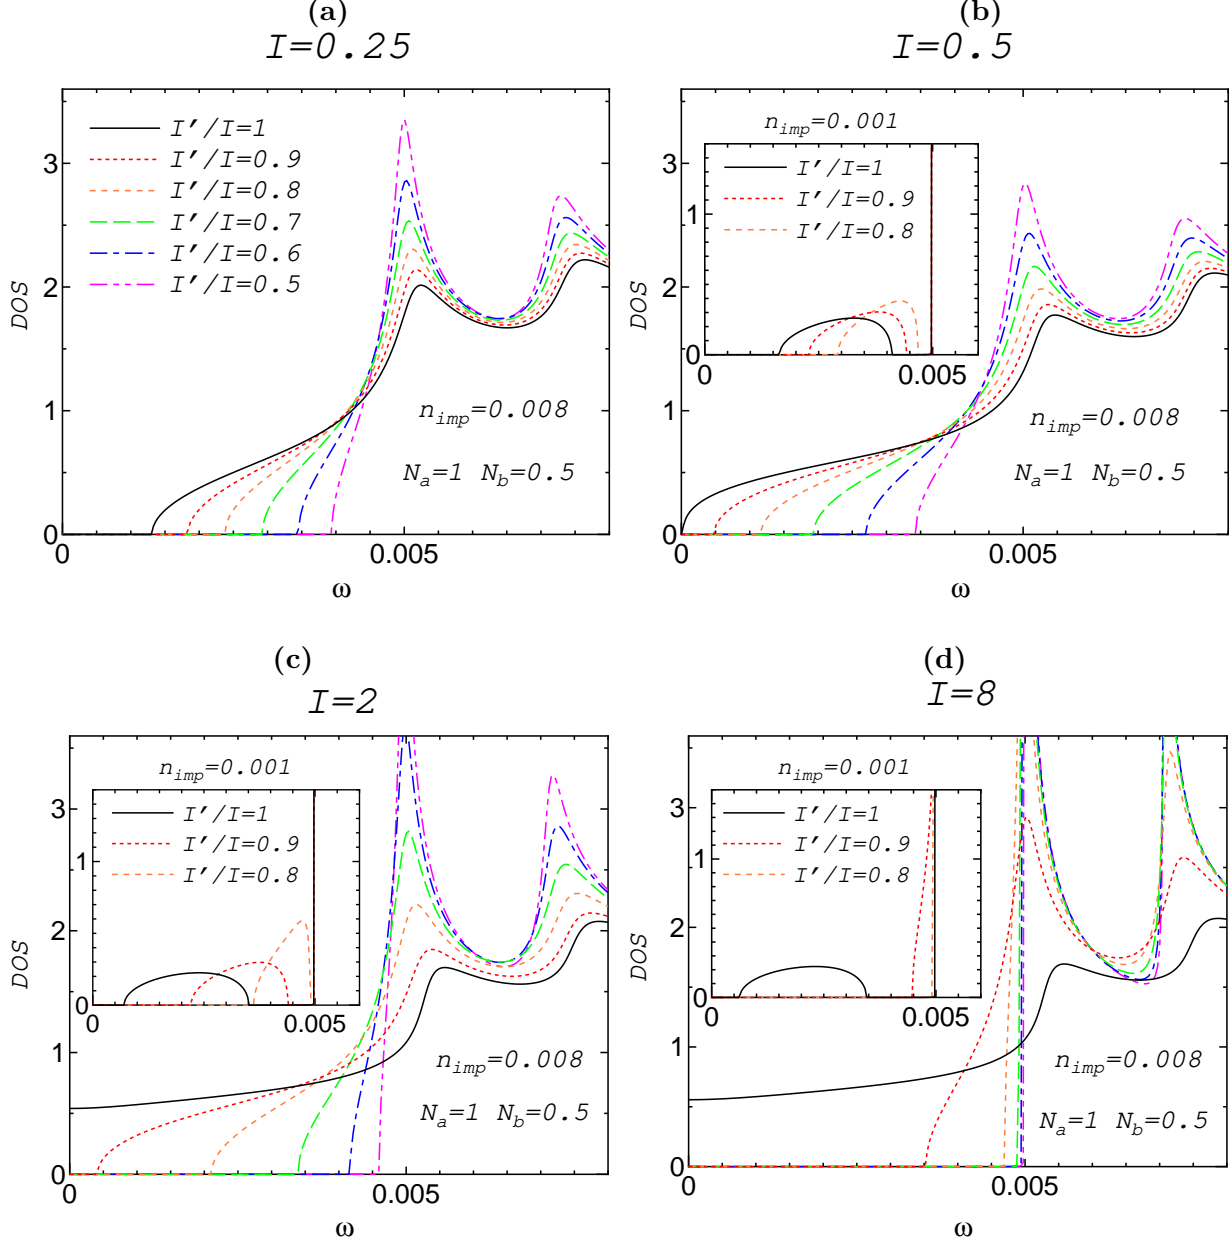 (a)
I=0.25
I'/I=1
I'/I=0.9
I'/I=0.8
I'/I=0.7
I'/I=0.6
I'/I=0.5
n_imp=0.008
N_a=1 N_b=0.5
DOS
3
2
1
0
0
0.005
ω
(b)
I=0.5
n_imp=0.001
I'/I=1
I'/I=0.9
I'/I=0.8
1
0
0
0.005
n_imp=0.008
N_a=1 N_b=0.5
DOS
3
2
1
0
0
0.005
ω
(c)
I=2
n_imp=0.001
I'/I=1
I'/I=0.9
I'/I=0.8
1
0
0
0.005
n_imp=0.008
N_a=1 N_b=0.5
DOS
3
2
1
0
0
0.005
ω
(d)
I=8
n_imp=0.001
I'/I=1
I'/I=0.9
I'/I=0.8
1
0
0
0.005
n_imp=0.008
N_a=1 N_b=0.5
DOS
3
2
1
0
0
0.005
ω